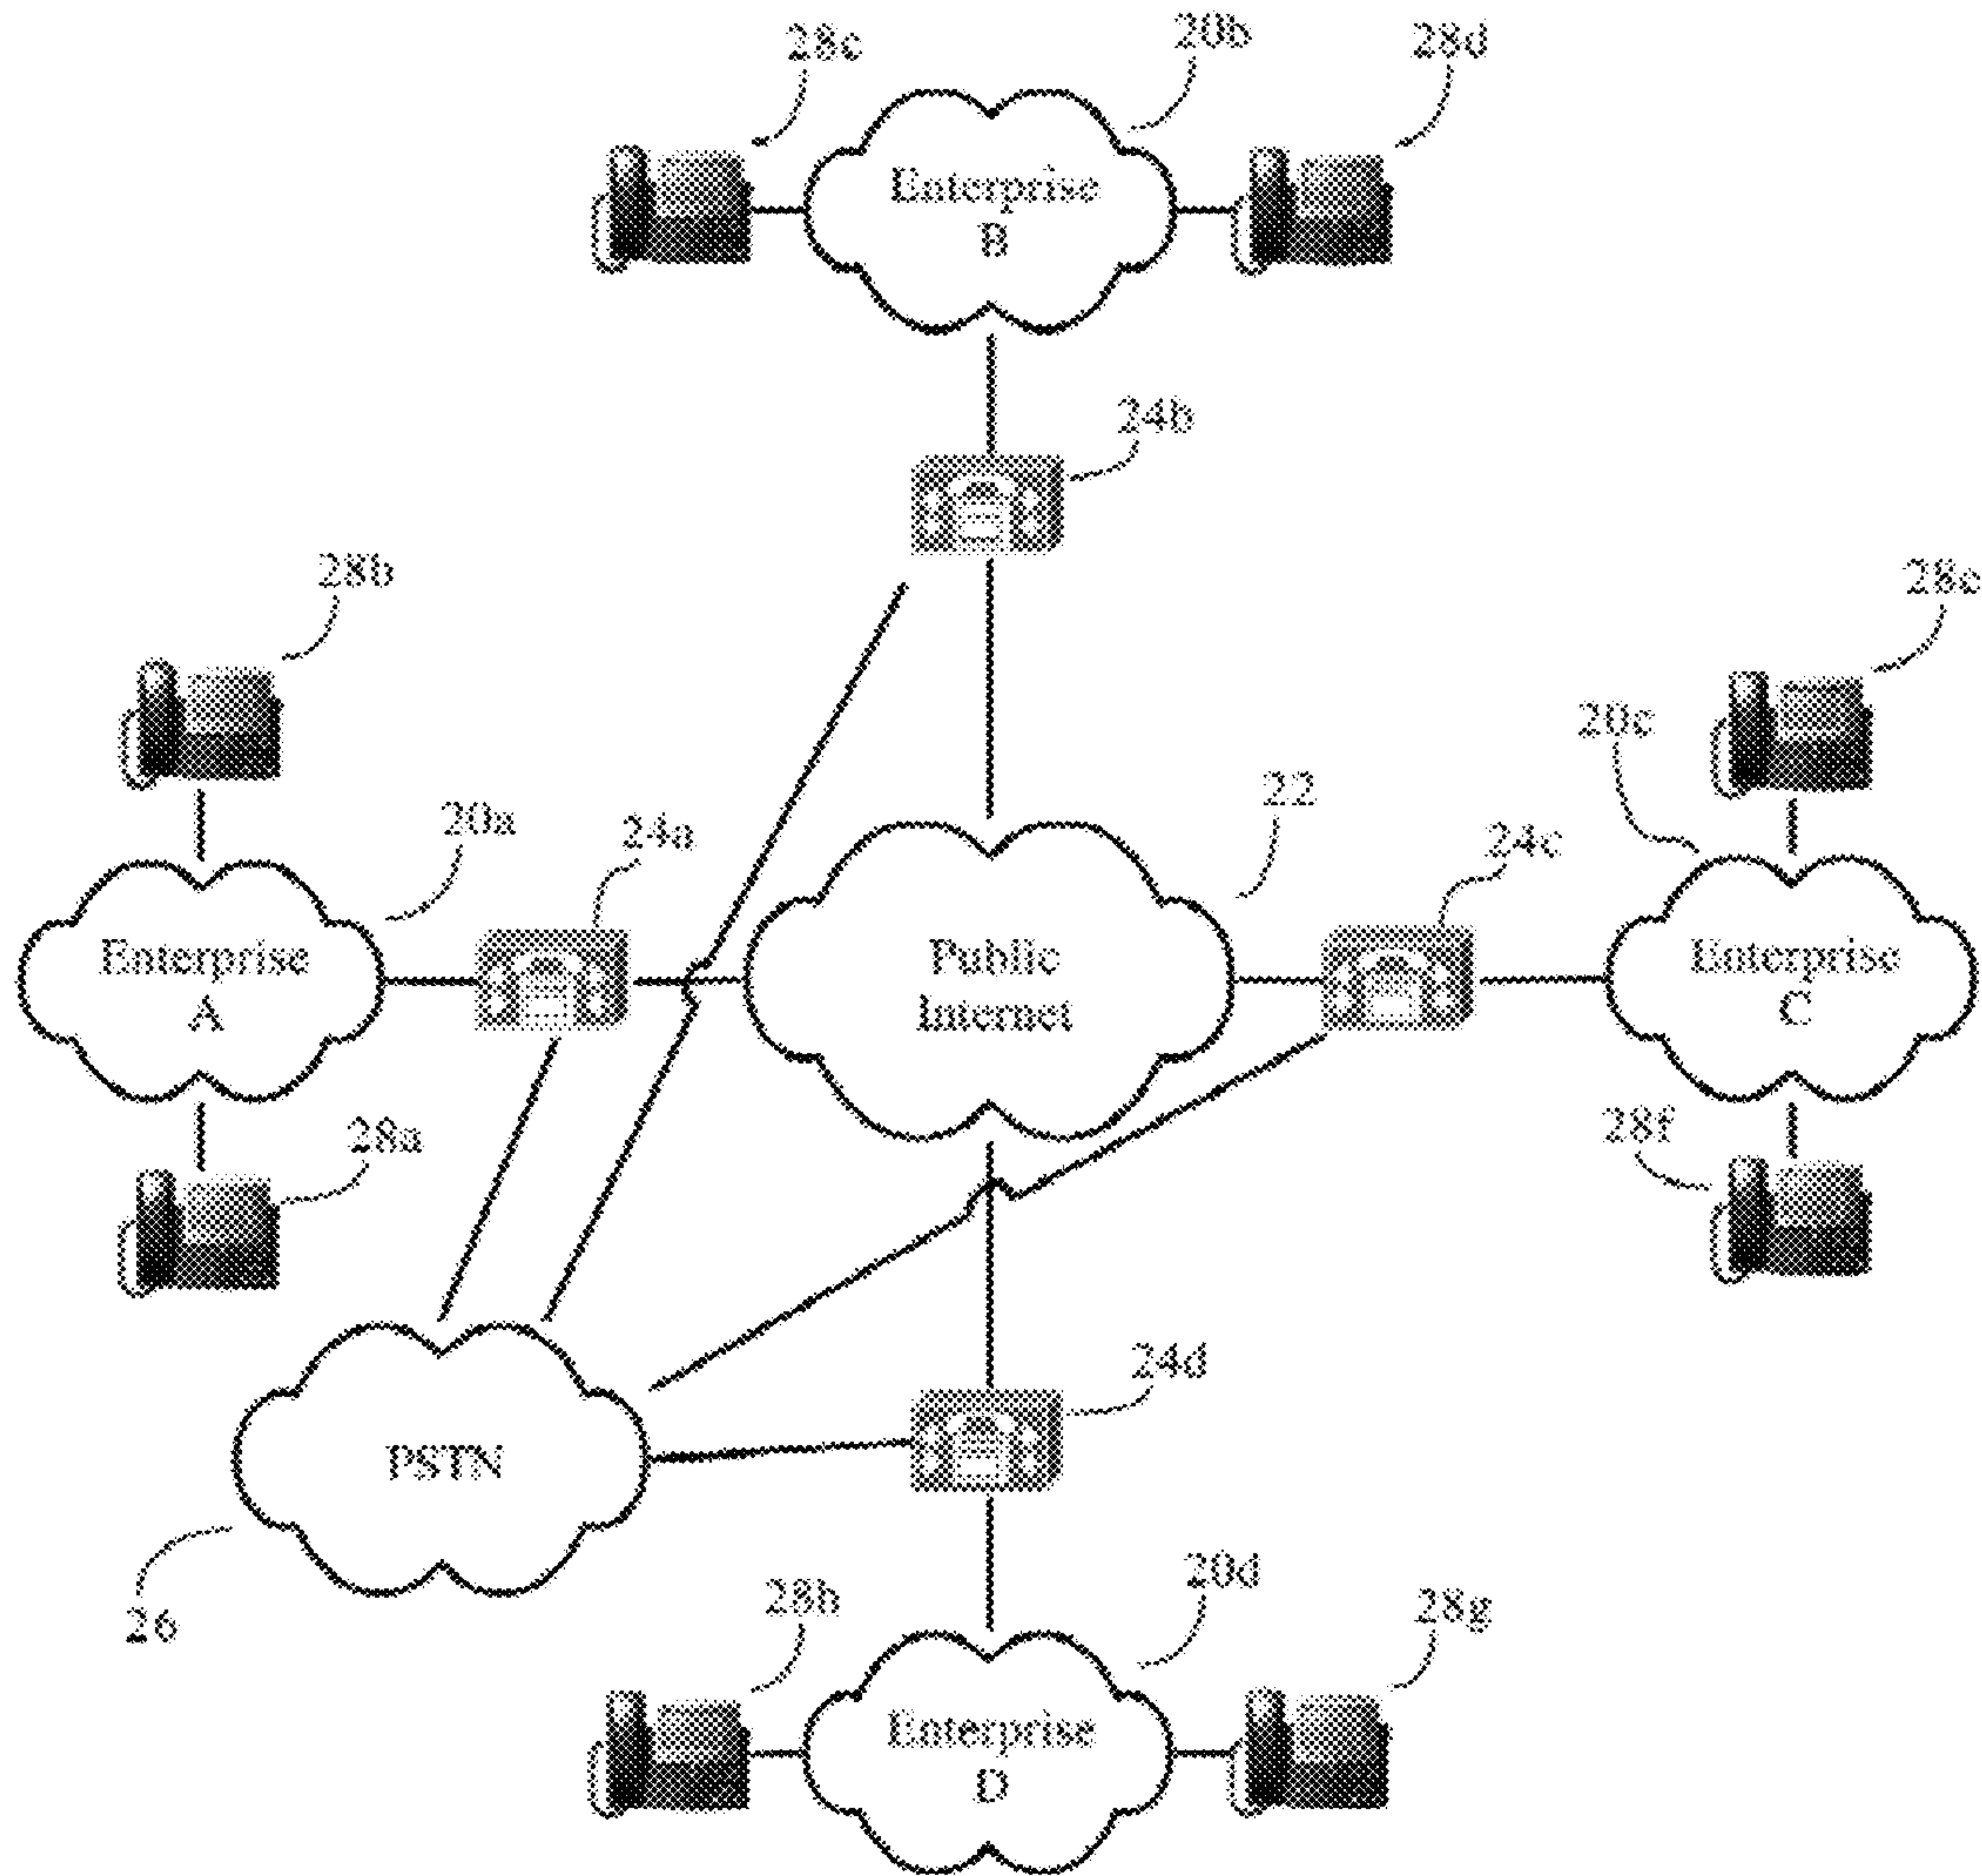 28c
20b
28d
Enterprise
B
24b
28b
28e
20c
22
20a
24a
24c
Enterprise
A
Public
Internet
Enterprise
C
28a
28f
24d
PSTN
26
28h
20d
28g
Enterprise
D